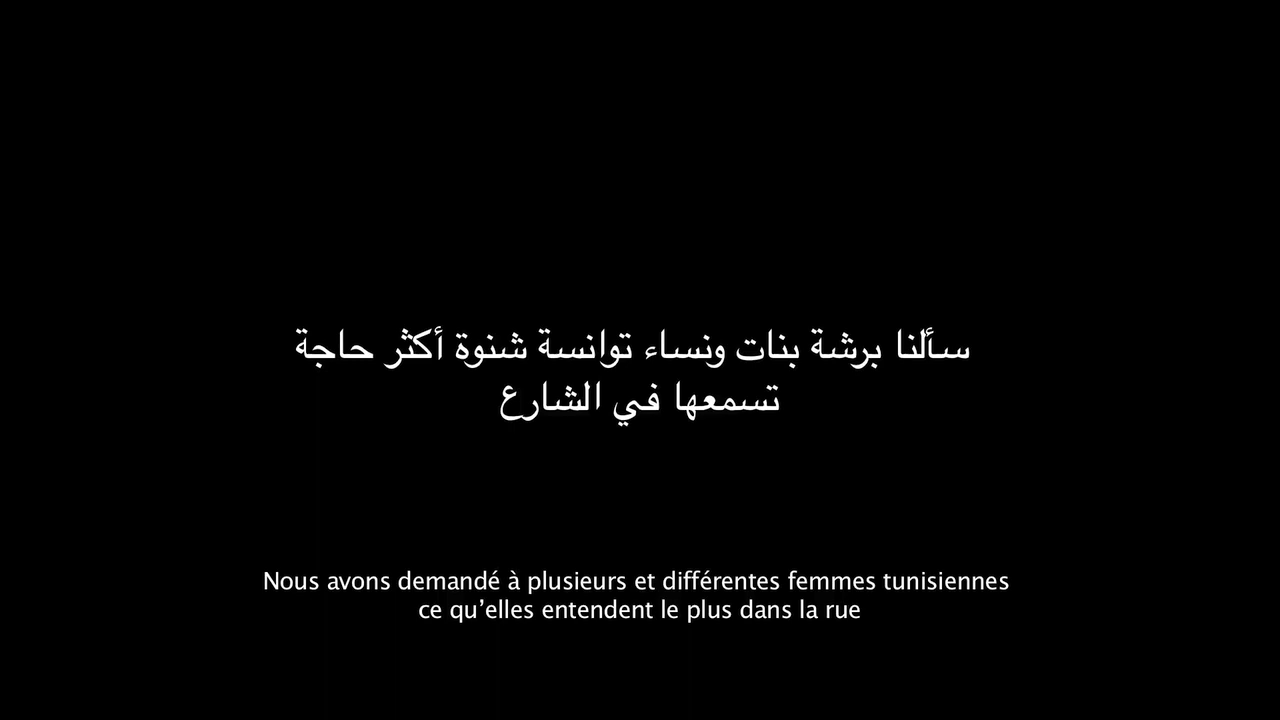 سألنا برشة بنات ونساء توانسة شنوة أكثر حاجة
تسمعها في الشارع
Nous avons demandé à plusieurs et différentes femmes tunisiennes
ce qu’elles entendent le plus dans la rue